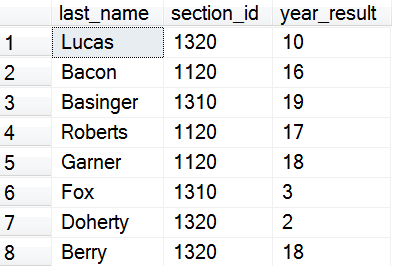 last_name section_id year_result
1 Lucas 1320 10
2 Bacon 1120 16
3 Basinger 1310 19
4 Roberts 1120 17
5 Garner 1120 18
6 Fox 1310 3
7 Doherty 1320 2
8 Berry 1320 18